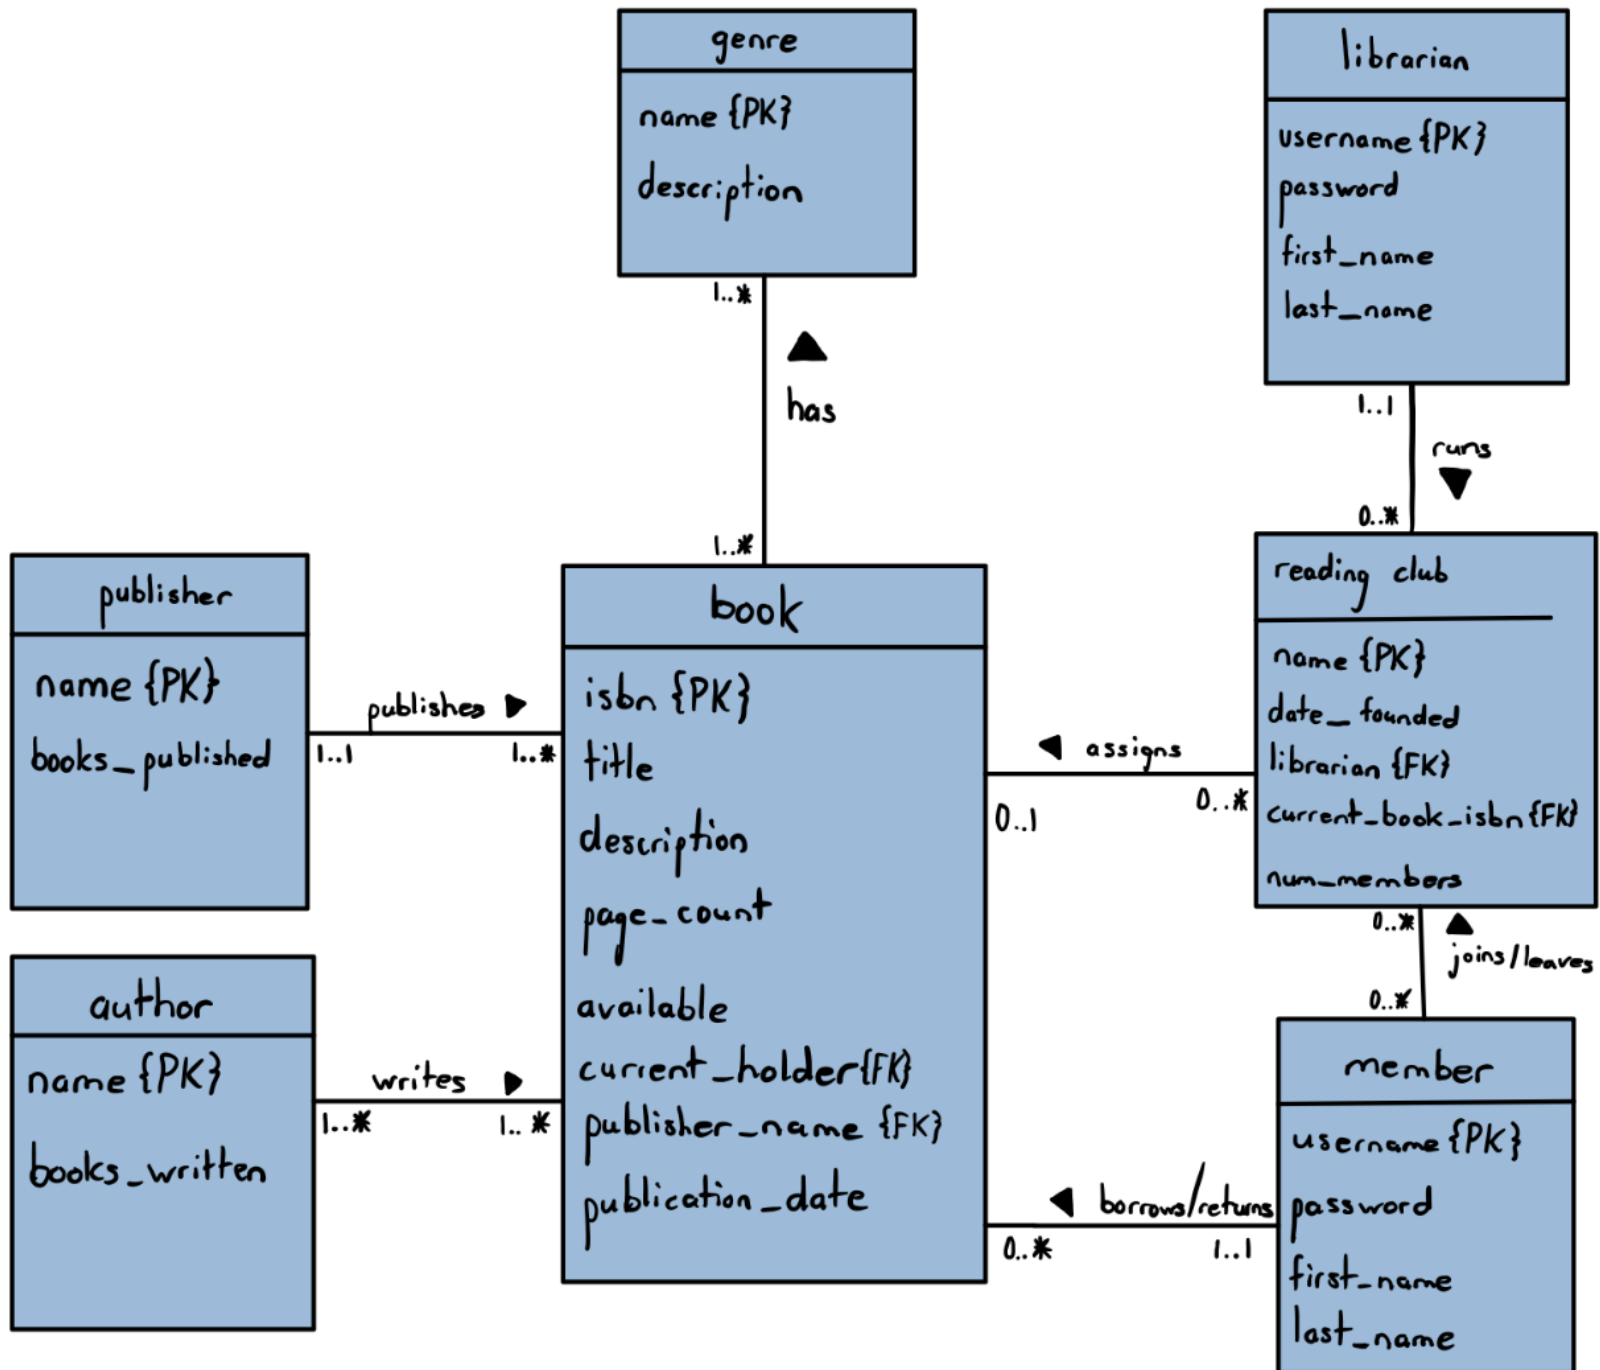 genre
name {PK}
description
1..*
has
1..*
librarian
username {PK}
password
first_name
last_name
1..1
runs
0..*
publisher
name {PK}
books_published
publishes
1..1
1..*
book
isbn {PK}
title
description
page_count
available
current_holder {FK}
publisher_name {FK}
publication_date
reading club
name {PK}
date_founded
librarian {FK}
current_book_isbn {FK}
num_members
assigns
0..1
0..*
0..*
joins/leaves
0..*
author
name {PK}
books_written
writes
1..*
1..*
borrows/returns
0..*
1..1
member
username {PK}
password
first_name
last_name